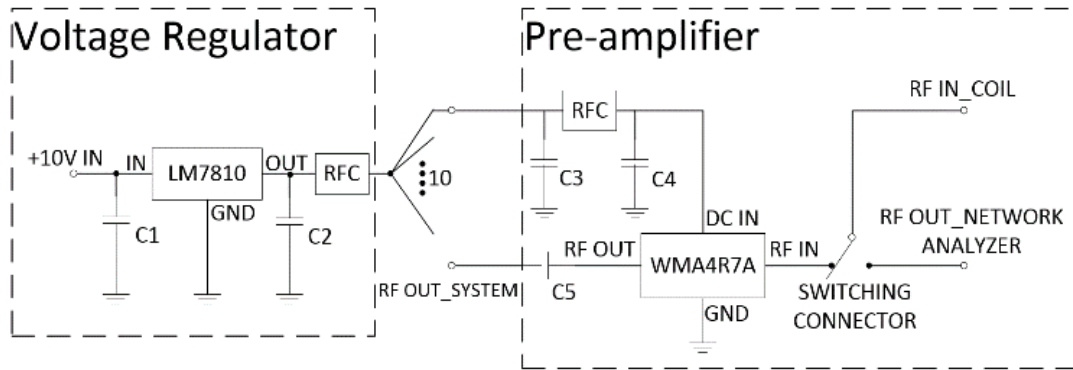 Voltage Regulator
Pre-amplifier
+10V IN
IN
LM7810
OUT
RFC
GND
C1
C2
10
RFC
C3
C4
DC IN
RF IN_COIL
RF OUT_SYSTEM
C5
RF OUT
WMA4R7A
RF IN
GND
SWITCHING
CONNECTOR
RF OUT_NETWORK
ANALYZER